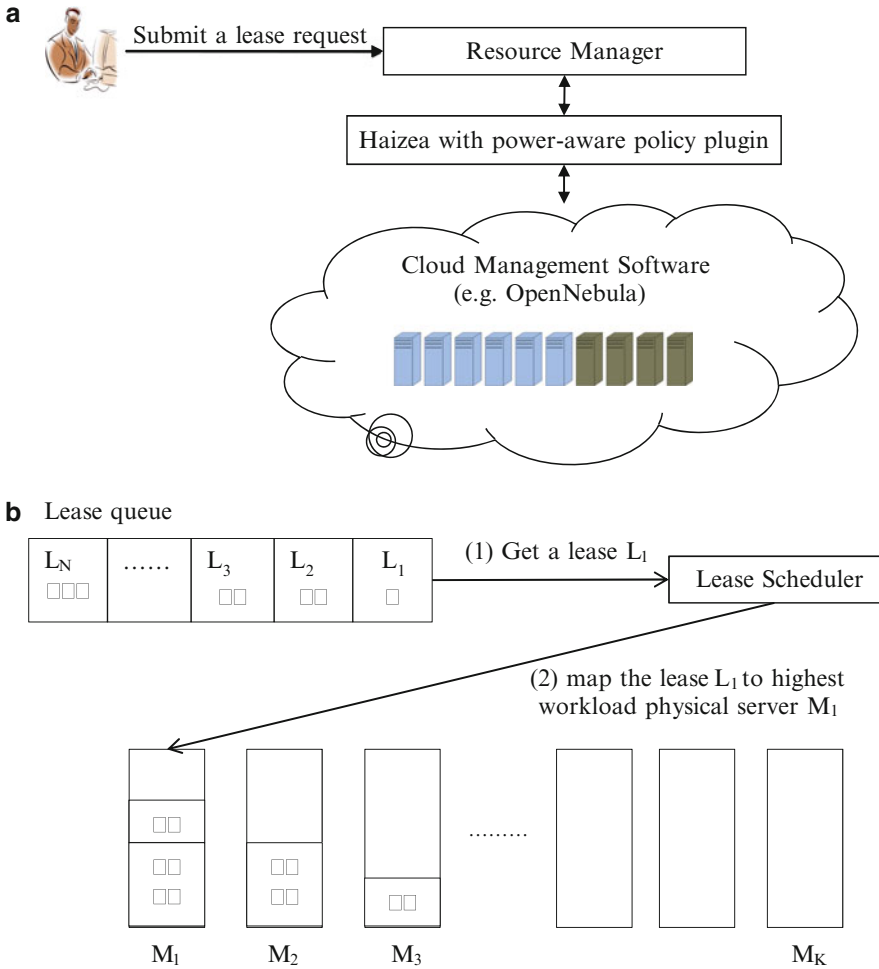 a
Submit a lease request
Resource Manager
Haizea with power-aware policy plugin
Cloud Management Software
(e.g. OpenNebula)
b Lease queue
L_N ...... L_3 L_2 L_1
(1) Get a lease L_1
Lease Scheduler
(2) map the lease L_1 to highest
workload physical server M_1
.........
M_1 M_2 M_3 M_K